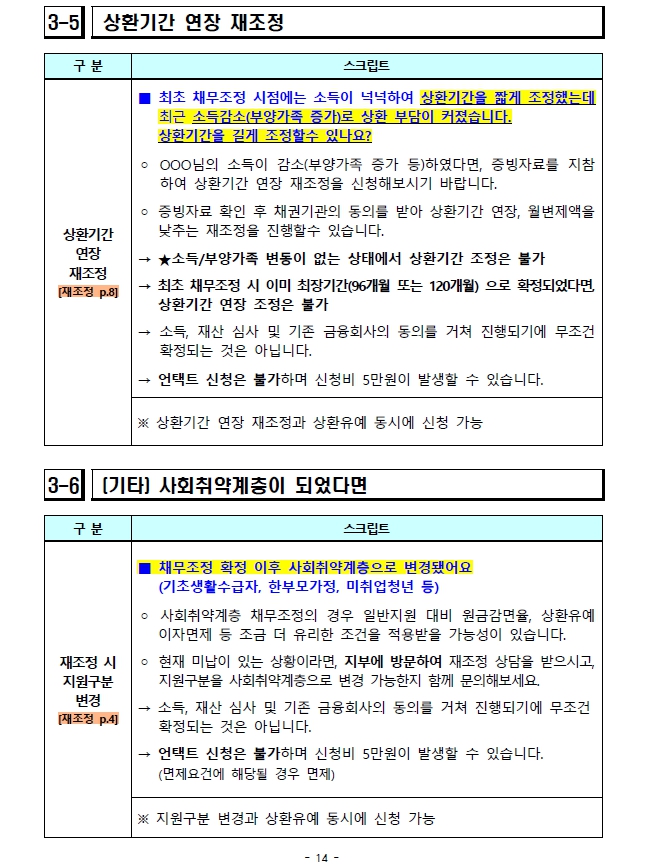 3-5 상환기간 연장 재조정
구 분 스크립트
■ 최초 채무조정 시점에는 소득이 넉넉하여 상환기간을 짧게 조정했는데
최근 소득감소(부양가족 증가)로 상환 부담이 커졌습니다.
상환기간을 길게 조정할수 있나요?
○ OOO님의 소득이 감소(부양가족 증가 등)하였다면, 증빙자료를 지참
하여 상환기간 연장 재조정을 신청해보시기 바랍니다.
○ 증빙자료 확인 후 채권기관의 동의를 받아 상환기간 연장, 월변제액을
낮추는 재조정을 진행할수 있습니다.
상환기간
연장
재조정
[재조정 p.8]
→ ★소득/부양가족 변동이 없는 상태에서 상환기간 조정은 불가
→ 최초 채무조정 시 이미 최장기간(96개월 또는 120개월) 으로 확정되었다면,
상환기간 연장 조정은 불가
→ 소득, 재산 심사 및 기존 금융회사의 동의를 거쳐 진행되기에 무조건
확정되는 것은 아닙니다.
→ 언택트 신청은 불가하며 신청비 5만원이 발생할 수 있습니다.
※ 상환기간 연장 재조정과 상환유예 동시에 신청 가능
3-6 [기타] 사회취약계층이 되었다면
구 분 스크립트
■ 채무조정 확정 이후 사회취약계층으로 변경됐어요
(기초생활수급자, 한부모가정, 미취업청년 등)
○ 사회취약계층 채무조정의 경우 일반지원 대비 원금감면율, 상환유예
이자면제 등 조금 더 유리한 조건을 적용받을 가능성이 있습니다.
재조정 시
지원구분
변경
[재조정 p.4]
○ 현재 미납이 있는 상황이라면, 지부에 방문하여 재조정 상담을 받으시고,
지원구분을 사회취약계층으로 변경 가능한지 함께 문의해보세요.
→ 소득, 재산 심사 및 기존 금융회사의 동의를 거쳐 진행되기에 무조건
확정되는 것은 아닙니다.
→ 언택트 신청은 불가하며 신청비 5만원이 발생할 수 있습니다.
(면제요건에 해당될 경우 면제)
※ 지원구분 변경과 상환유예 동시에 신청 가능
- 14 -